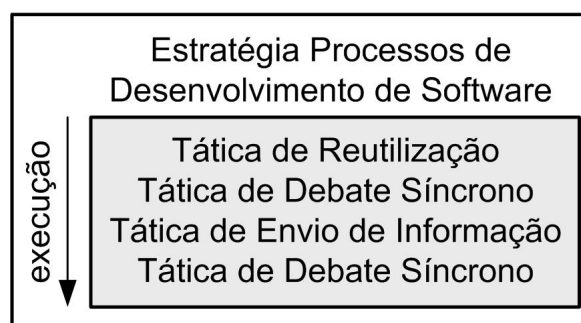 Estratégia Processos de
Desenvolvimento de Software
execução
Tática de Reutilização
Tática de Debate Síncrono
Tática de Envio de Informação
Tática de Debate Síncrono